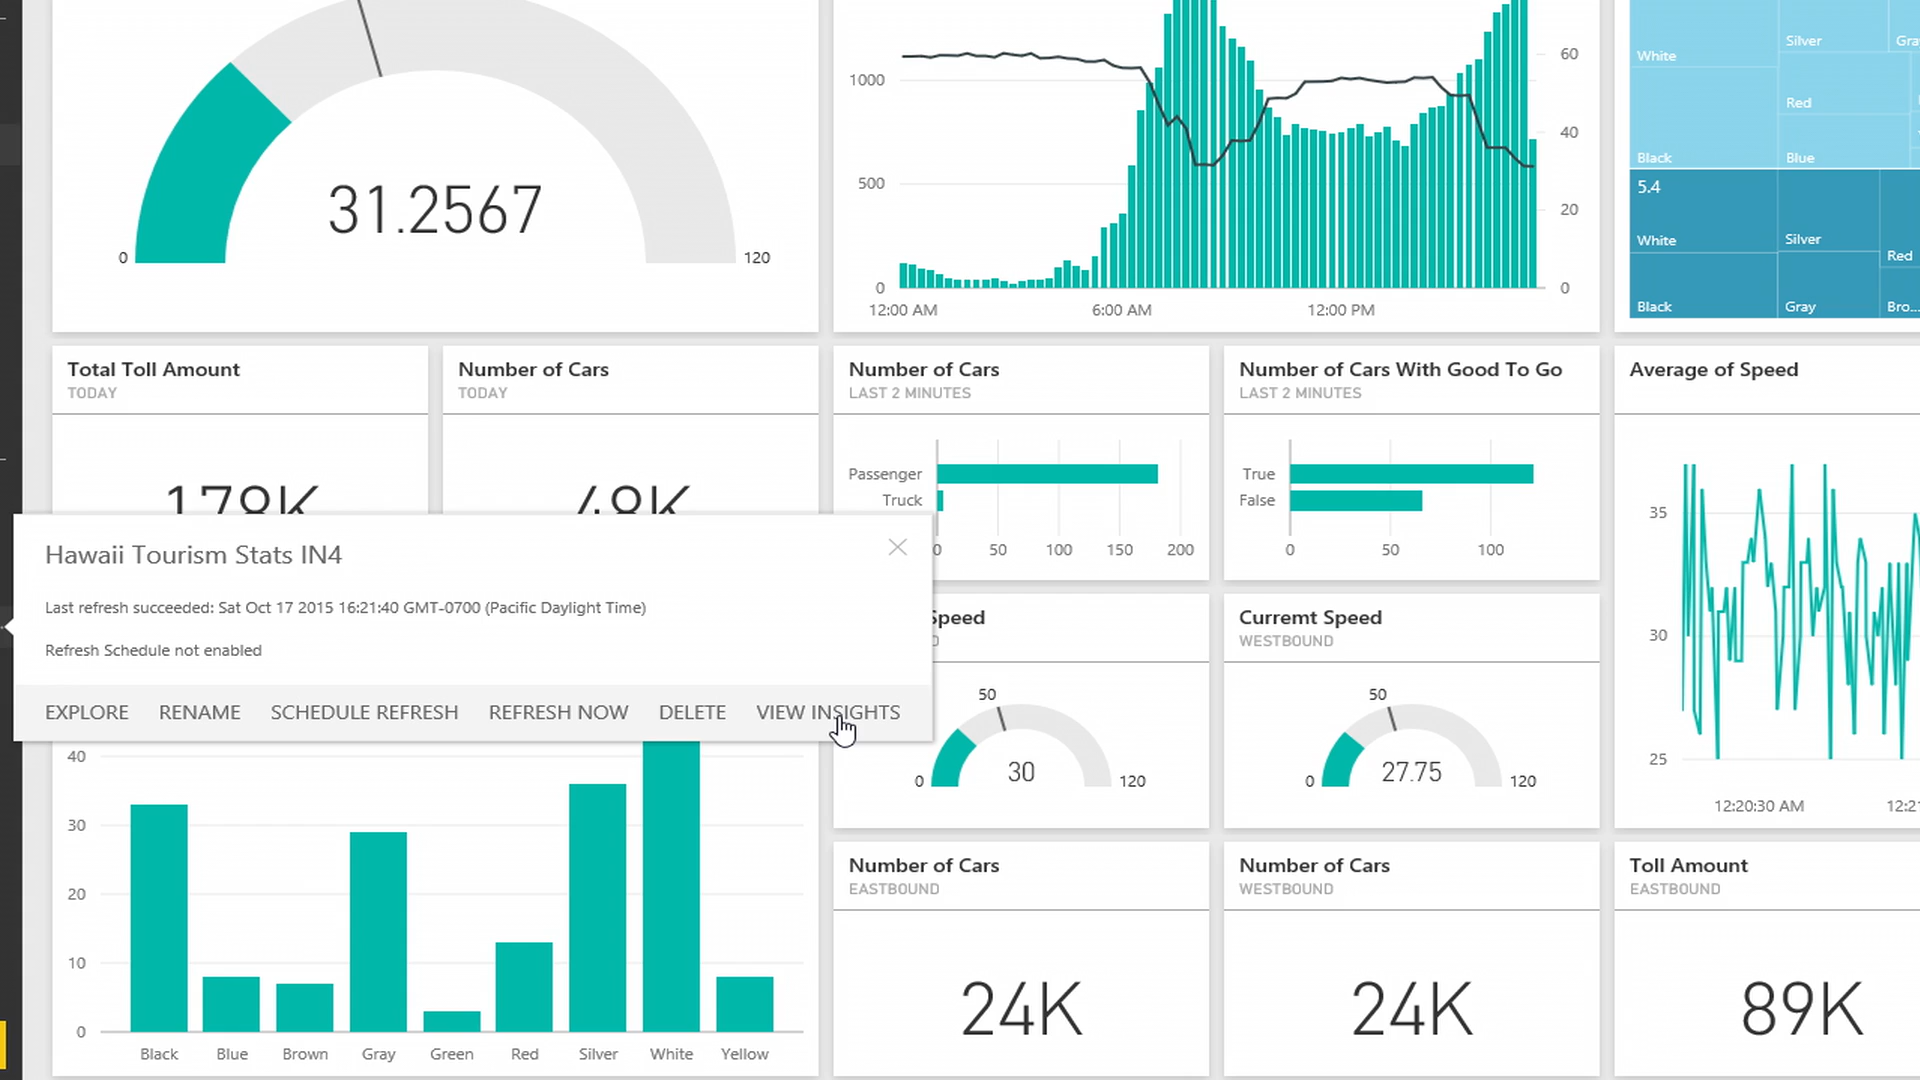 31.2567
0
120
1000
500
0
60
40
20
0
12:00 AM
6:00 AM
12:00 PM
White
Silver
Red
Black
Blue
5.4
White
Silver
Red
Black
Gray
Bro...
Total Toll Amount
TODAY
178K
Number of Cars
TODAY
48K
Number of Cars
LAST 2 MINUTES
Passenger
Truck
0
50
100
150
200
Number of Cars With Good To Go
LAST 2 MINUTES
True
False
0
50
100
Average of Speed
35
30
25
12:20:30 AM
Hawaii Tourism Stats IN4
Last refresh succeeded: Sat Oct 17 2015 16:21:40 GMT-0700 (Pacific Daylight Time)
Refresh Schedule not enabled
EXPLORE RENAME SCHEDULE REFRESH REFRESH NOW DELETE VIEW INSIGHTS
Speed
50
0
30
120
Curremt Speed
WESTBOUND
50
0
27.75
120
40
30
20
10
0
Black
Blue
Brown
Gray
Green
Red
Silver
White
Yellow
Number of Cars
EASTBOUND
24K
Number of Cars
WESTBOUND
24K
Toll Amount
EASTBOUND
89K